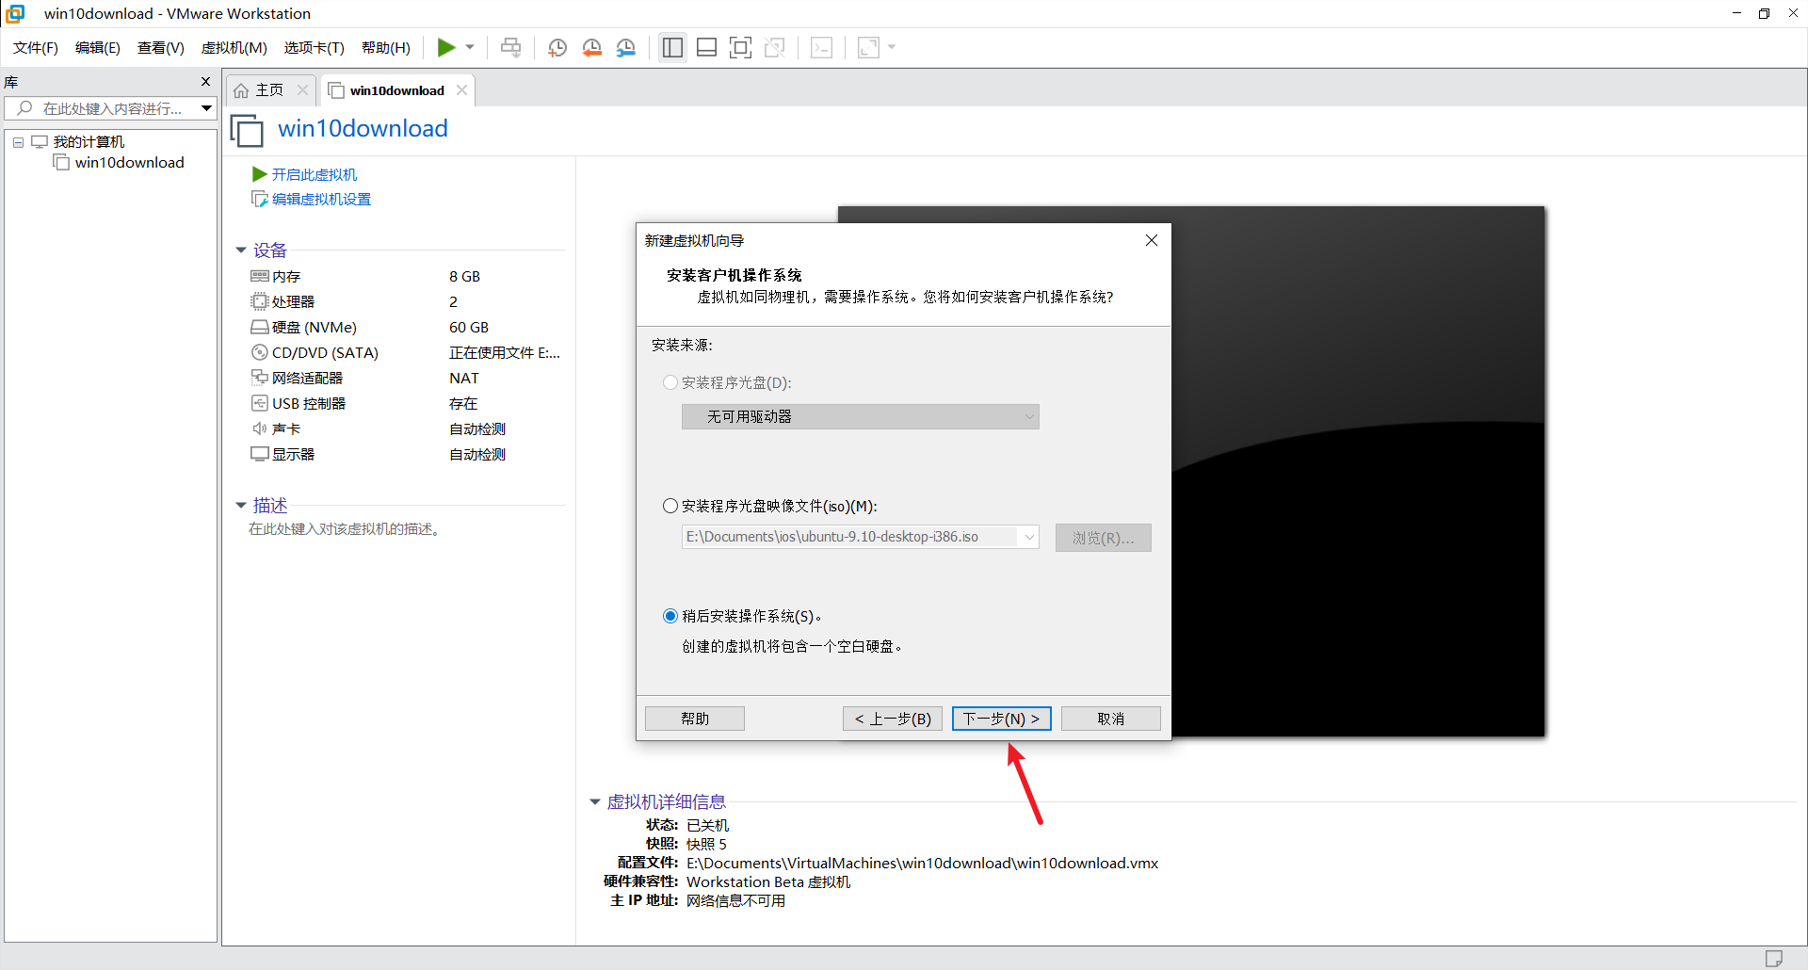 win10download - VMware Workstation
文件(F) 编辑(E) 查看(V) 虚拟机(M) 选项卡(T) 帮助(H)
库
在此处键入内容进行...
我的计算机
win10download
主页
win10download
win10download
开启此虚拟机
编辑虚拟机设置
设备
内存 8 GB
处理器 2
硬盘 (NVMe) 60 GB
CD/DVD (SATA) 正在使用文件 E:...
网络适配器 NAT
USB 控制器 存在
声卡 自动检测
显示器 自动检测
描述
在此处键入对该虚拟机的描述。
新建虚拟机向导
安装客户机操作系统
虚拟机如同物理机，需要操作系统。您将如何安装客户机操作系统?
安装来源:
安装程序光盘(D):
无可用驱动器
安装程序光盘映像文件(iso)(M):
E:\Documents\ios\ubuntu-9.10-desktop-i386.iso
浏览(R)...
稍后安装操作系统(S)。
创建的虚拟机将包含一个空白硬盘。
帮助 < 上一步(B) 下一步(N) > 取消
虚拟机详细信息
状态: 已关机
快照: 快照 5
配置文件: E:\Documents\VirtualMachines\win10download\win10download.vmx
硬件兼容性: Workstation Beta 虚拟机
主 IP 地址: 网络信息不可用